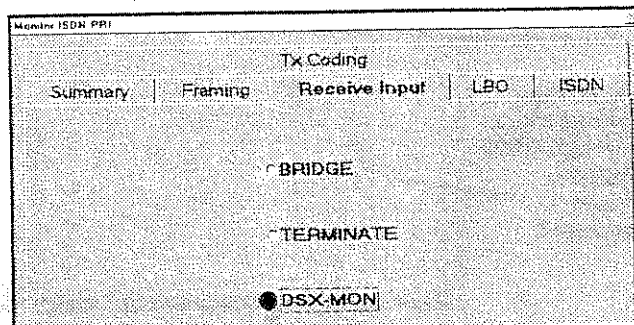 Monitor ISDN PRI
Tx Coding
Summary Framing Receive Input LBO ISDN
BRIDGE
TERMINATE
DSX-MON